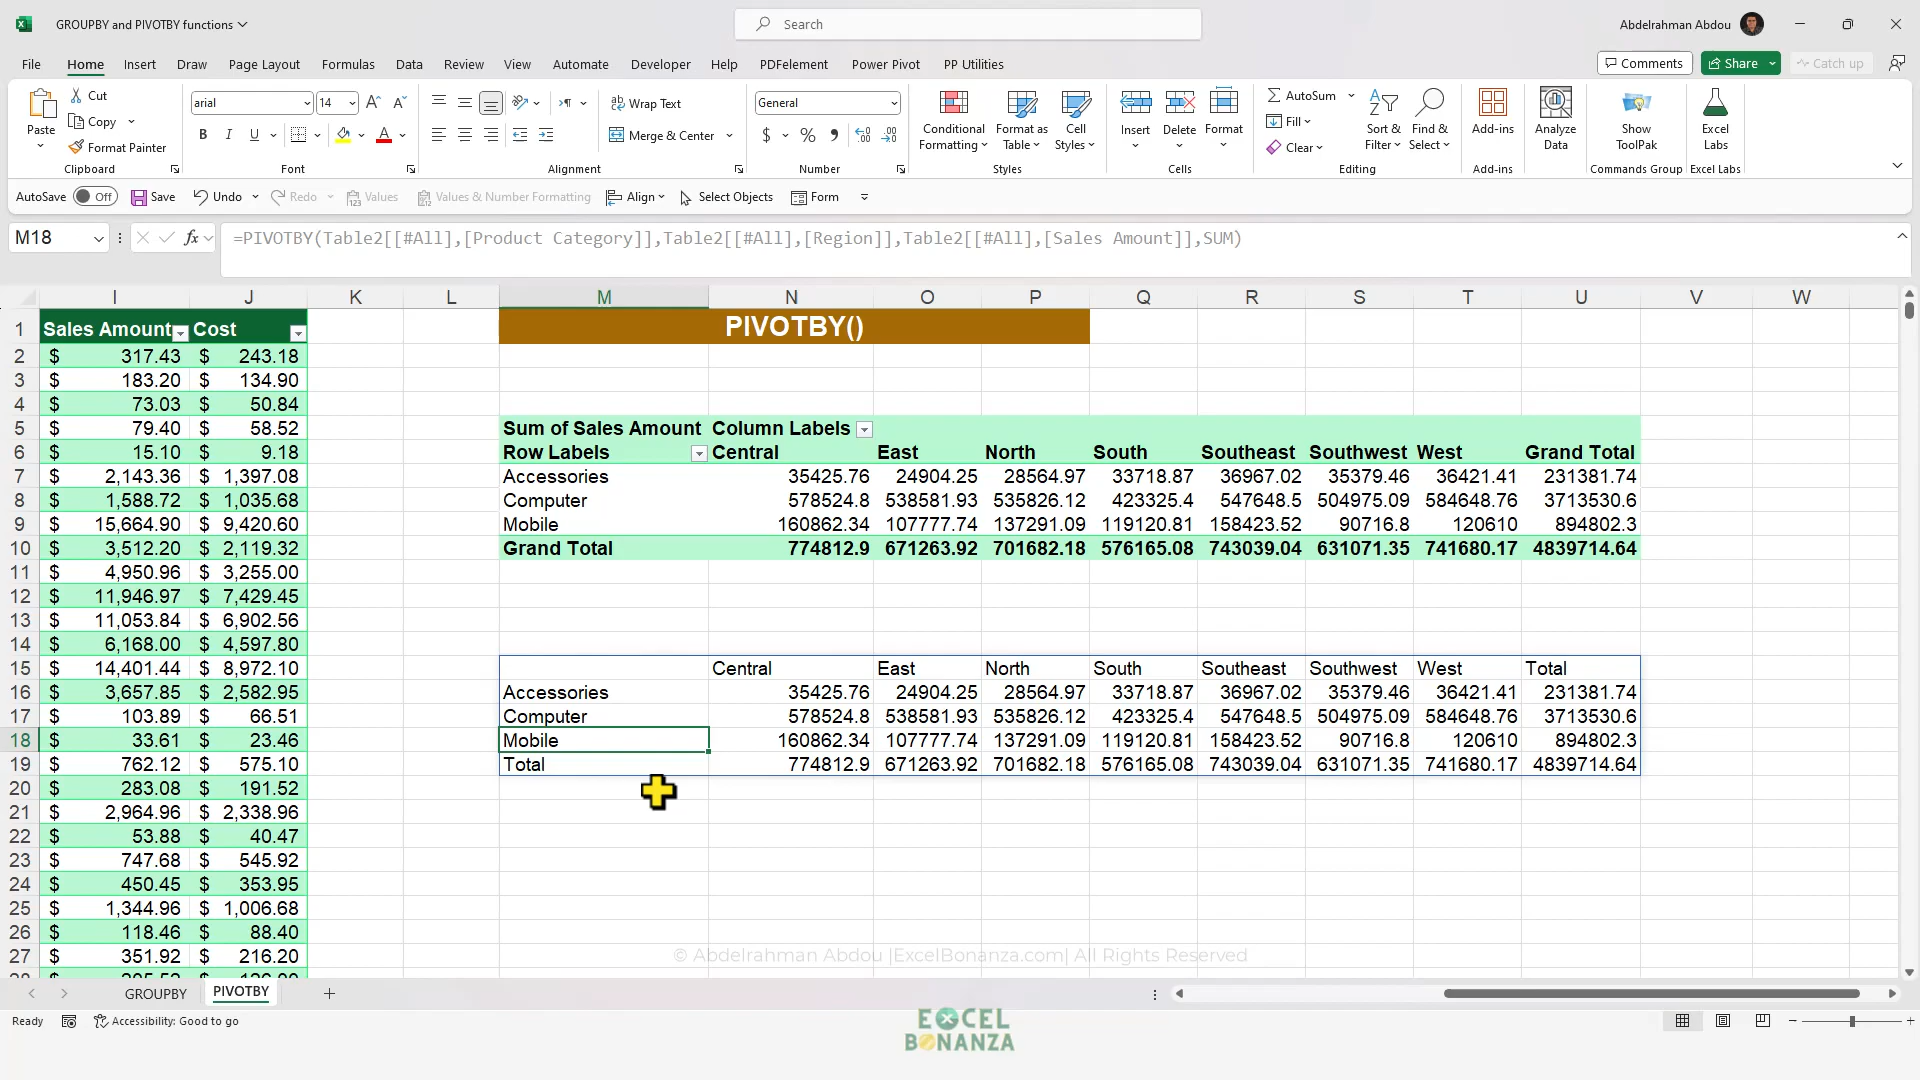 GROUPBY and PIVOTBY functions
Search
Abdelrahman Abdou
File Home Insert Draw Page Layout Formulas Data Review View Automate Developer Help PDFelement Power Pivot PP Utilities
Comments Share Catch up
Paste Cut Copy Format Painter
Clipboard
arial 14
B I U
Font
Wrap Text
Merge & Center
Alignment
General
$ % 9
Number
Conditional Formatting Format as Table Cell Styles
Styles
Insert Delete Format
Cells
AutoSum Fill Clear Sort & Filter Find & Select
Editing
Add-ins
Add-ins
Analyze Data
Show ToolPak
Commands Group
Excel Labs
Excel Labs
AutoSave Off Save Undo Redo Values Values & Number Formatting Align Select Objects Form
M18 fx =PIVOTBY(Table2[[#All],[Product Category]],Table2[[#All],[Region]],Table2[[#All],[Sales Amount]],SUM)
I J K L M N O P Q R S T U V W
1 Sales Amount Cost PIVOTBY()
2 $ 317.43 $ 243.18
3 $ 183.20 $ 134.90
4 $ 73.03 $ 50.84
5 $ 79.40 $ 58.52 Sum of Sales Amount Column Labels
6 $ 15.10 $ 9.18 Row Labels Central East North South Southeast Southwest West Grand Total
7 $ 2,143.36 $ 1,397.08 Accessories 35425.76 24904.25 28564.97 33718.87 36967.02 35379.46 36421.41 231381.74
8 $ 1,588.72 $ 1,035.68 Computer 578524.8 538581.93 535826.12 423325.4 547648.5 504975.09 584648.76 3713530.6
9 $ 15,664.90 $ 9,420.60 Mobile 160862.34 107777.74 137291.09 119120.81 158423.52 90716.8 120610 894802.3
10 $ 3,512.20 $ 2,119.32 Grand Total 774812.9 671263.92 701682.18 576165.08 743039.04 631071.35 741680.17 4839714.64
11 $ 4,950.96 $ 3,255.00
12 $ 11,946.97 $ 7,429.45
13 $ 11,053.84 $ 6,902.56
14 $ 6,168.00 $ 4,597.80
15 $ 14,401.44 $ 8,972.10 Central East North South Southeast Southwest West Total
16 $ 3,657.85 $ 2,582.95 Accessories 35425.76 24904.25 28564.97 33718.87 36967.02 35379.46 36421.41 231381.74
17 $ 103.89 $ 66.51 Computer 578524.8 538581.93 535826.12 423325.4 547648.5 504975.09 584648.76 3713530.6
18 $ 33.61 $ 23.46 Mobile 160862.34 107777.74 137291.09 119120.81 158423.52 90716.8 120610 894802.3
19 $ 762.12 $ 575.10 Total 774812.9 671263.92 701682.18 576165.08 743039.04 631071.35 741680.17 4839714.64
20 $ 283.08 $ 191.52
21 $ 2,964.96 $ 2,338.96
22 $ 53.88 $ 40.47
23 $ 747.68 $ 545.92
24 $ 450.45 $ 353.95
25 $ 1,344.96 $ 1,006.68
26 $ 118.46 $ 88.40
27 $ 351.92 $ 216.20
© Abdelrahman Abdou |ExcelBonanza.com| All Rights Reserved
GROUPBY PIVOTBY
Ready Accessibility: Good to go
EXCEL
BONANZA